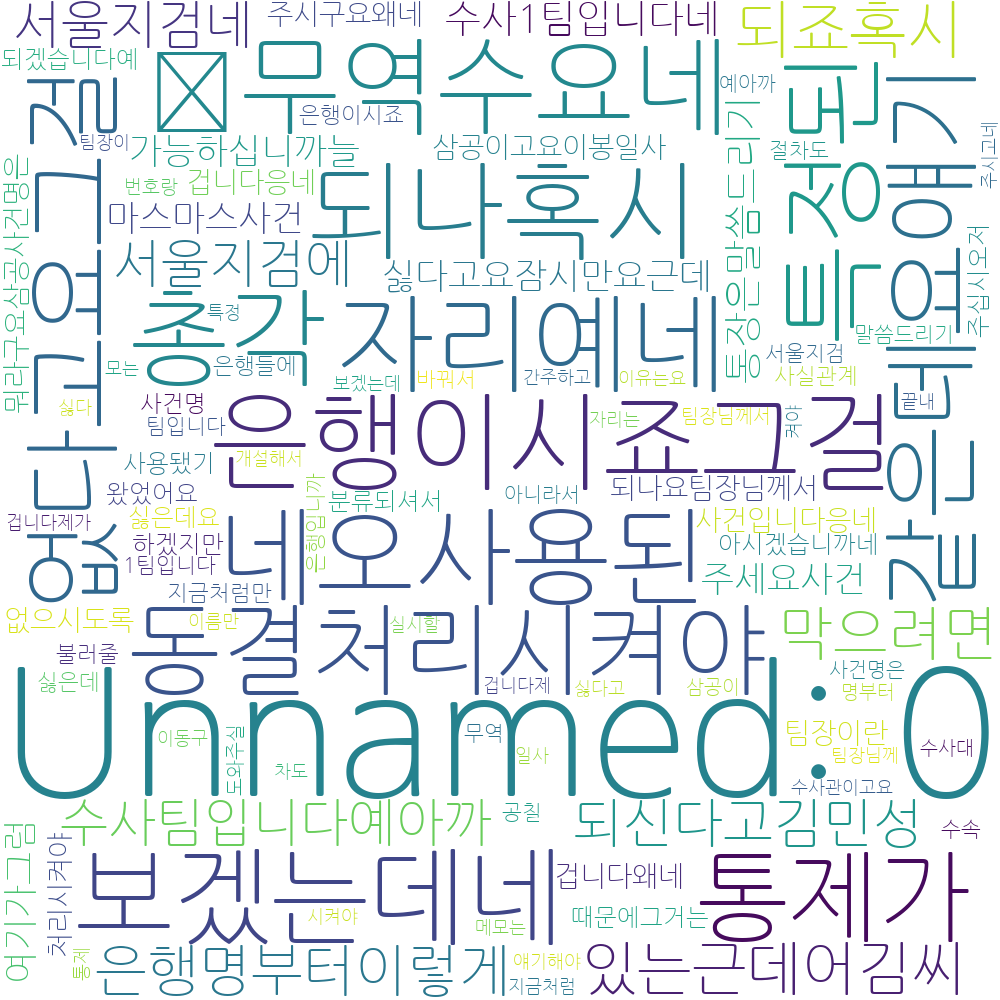 서울지검네
주시구요왜네
수사1팀입니다네
되죠혹시
되겠습니다예
무역수요네
은행이시죠
예아까
팀장이
가능하십니까늘
삼공이고요이봉일사
절차도
주시고네
번호랑
겁니다응네
마스마스사건
되나혹시
특정되
통장은말씀드리기
없다고요그걸
뭐라구요삼공사건명은
서울지검에
싫다고요잠시만요근데
같은데요얘기
주십시오저
총각
특정
자리예네
말씀드리기
모는
은행들에
서울지검
보겠는데
바꿔서
간주하고
이유는요
사실관계
싫다
사건명
팀입니다
은행이시죠그걸
자리는
팀장님께서
켜야
끝내
사용됐기
개설해서
왔었어요
분류되셔서
아니라서
되나요팀장님께서
겁니다제가
싫은데요
은행입니까
네오사용된
사건입니다응네
하겠지만
아시겠습니까네
1팀입니다
지금처럼만
주세요사건
없으시도록
이름만
동결처리시켜야
실시할
막으려면
불러줄
싫은데
겁니다제
싫다고
삼공이
사건명은
명부터
Unnamed: 0
이동구
도와주실
무역
일사
팀장이란
팀장님께
수사대
차도
수사관이고요
수사팀입니다예아까
공칠
되신다고김민성
수속
여기가그럼
처리시켜야
보겠는데네
겁니다왜네
통제가
시켜야
메모는
때문에그거는
통제
은행명부터이렇게
얘기해야
지금처럼
있는근데어김씨